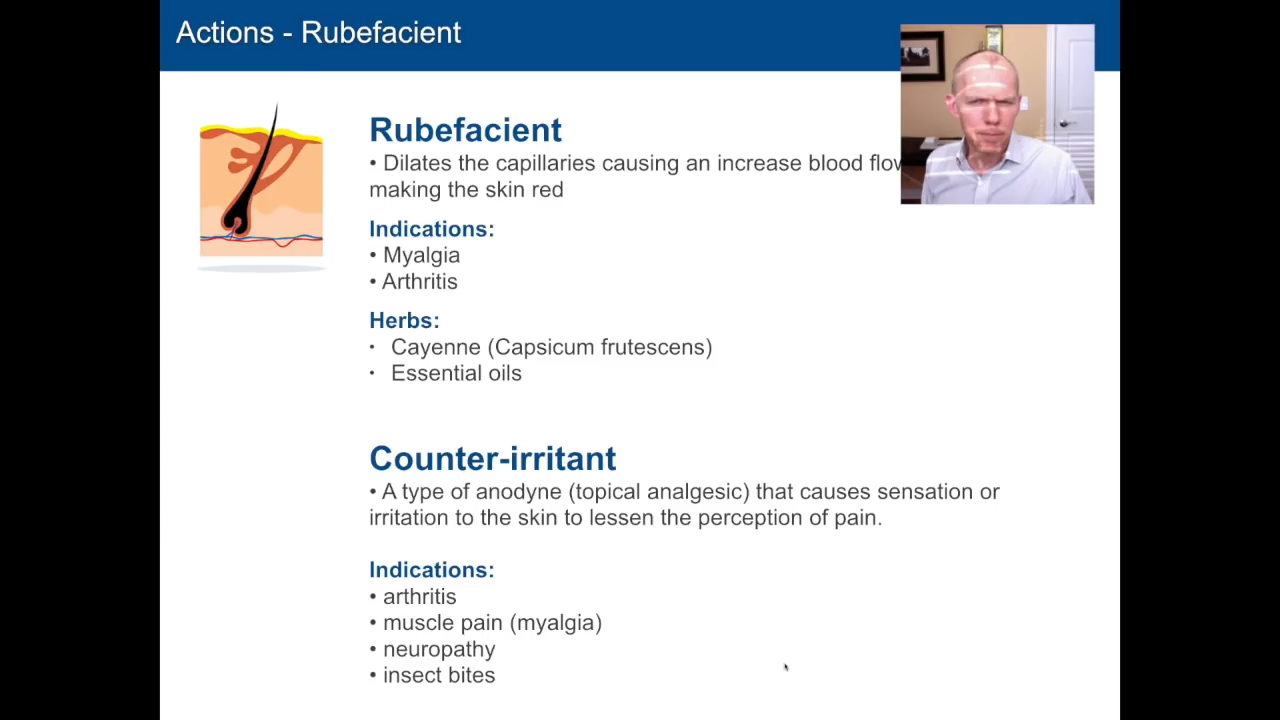 Actions - Rubefacient
Rubefacient
• Dilates the capillaries causing an increase blood
making the skin red
Indications:
• Myalgia
• Arthritis
Herbs:
• Cayenne (Capsicum frutescens)
• Essential oils
Counter-irritant
• A type of anodyne (topical analgesic) that causes sensation or
irritation to the skin to lessen the perception of pain.
Indications:
• arthritis
• muscle pain (myalgia)
• neuropathy
• insect bites